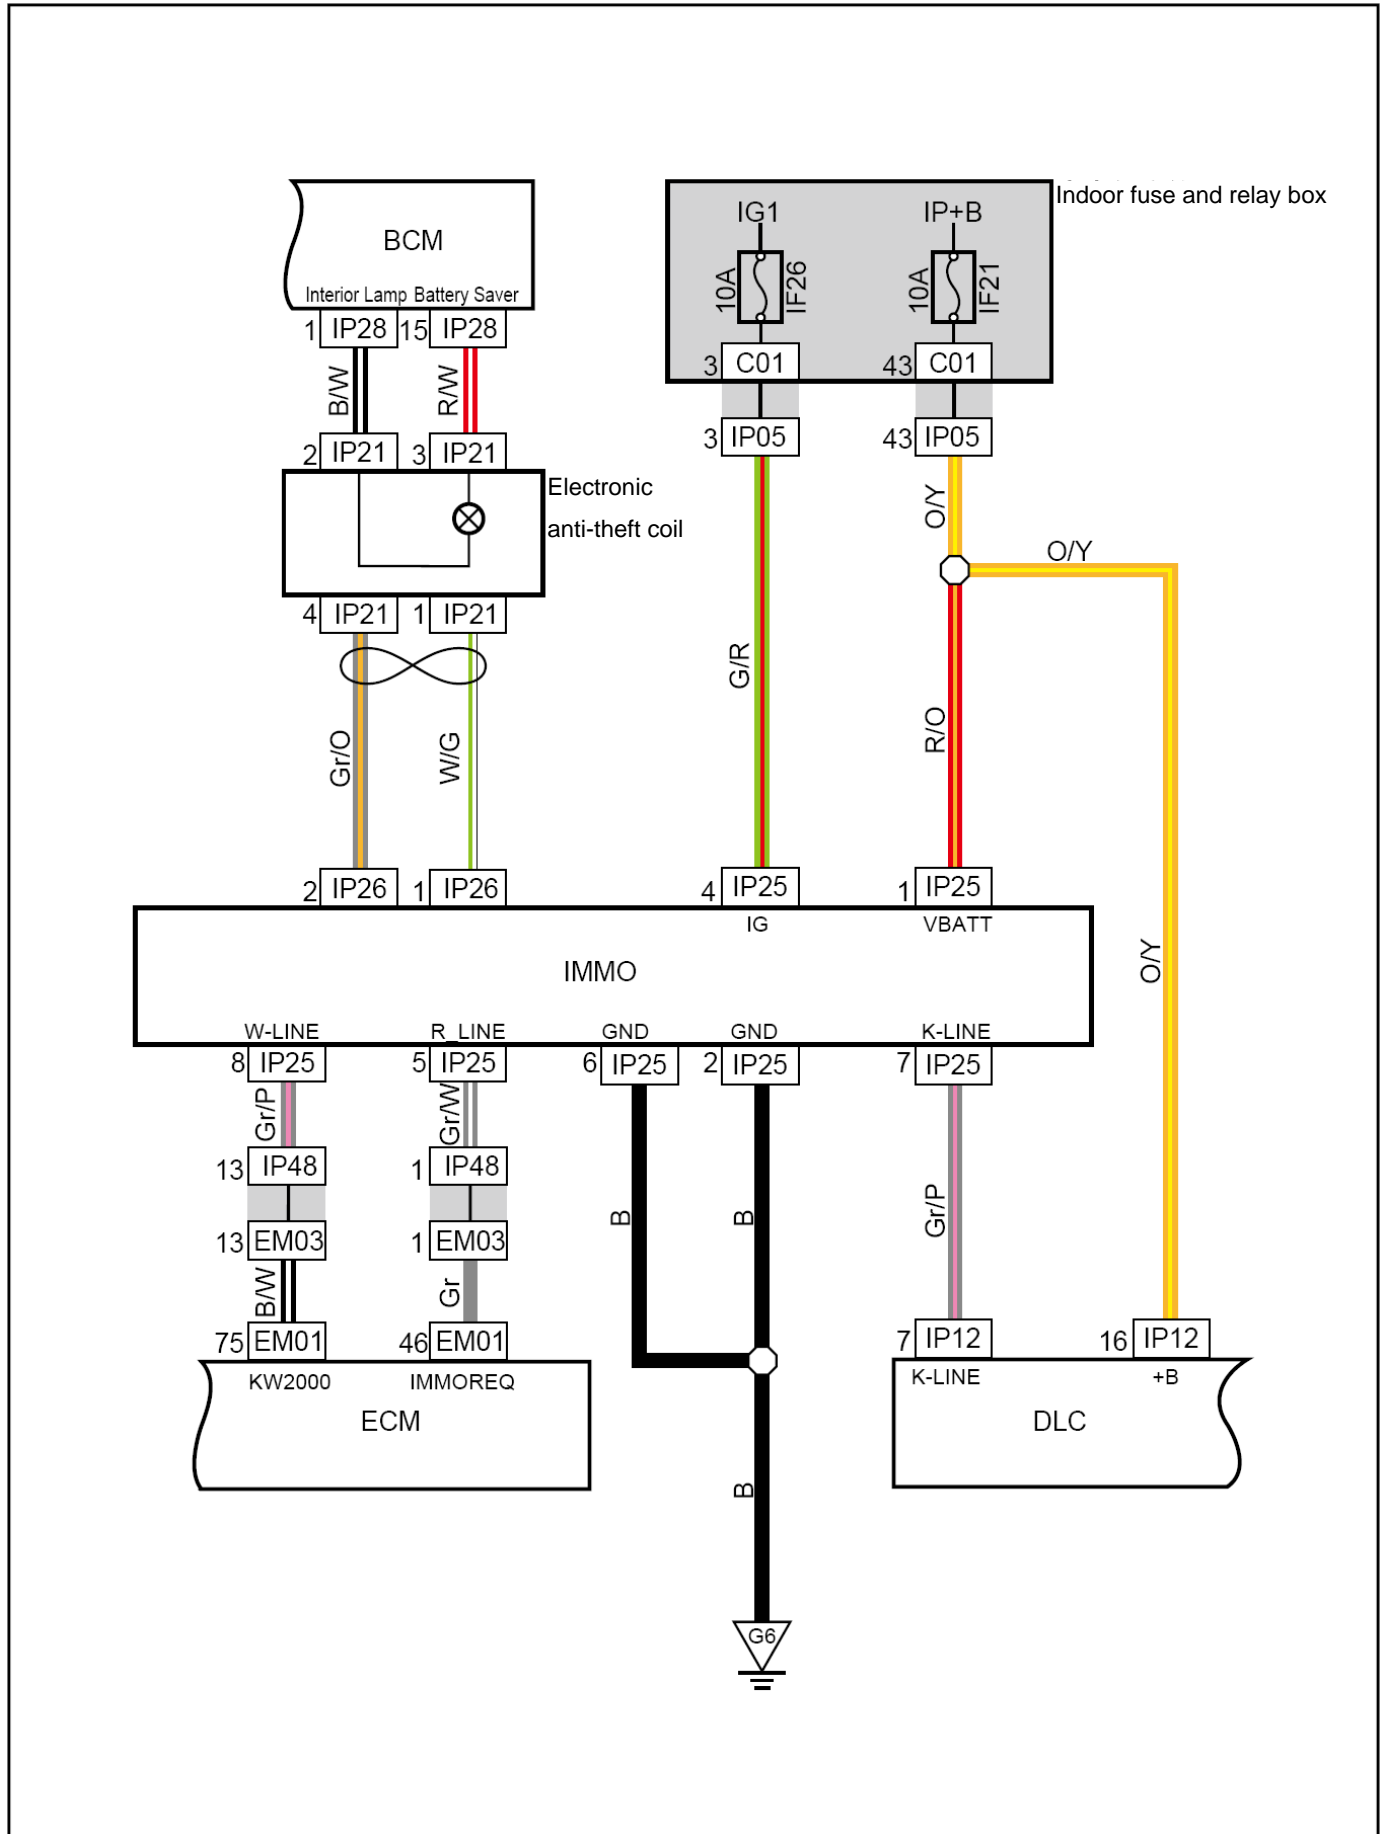 Indoor fuse and relay box
IG1 IP+B
BCM
10A IF26 10A IF21
Interior Lamp Battery Saver
1 IP28 15 IP28
3 C01 43 C01
B/W R/W
3 IP05 43 IP05
2 IP21 3 IP21
Electronic
anti-theft coil
O/Y
O/Y
4 IP21 1 IP21
G/R
R/O
Gr/O W/G
2 IP26 1 IP26 4 IP25 1 IP25
IG VBATT
O/Y
IMMO
W-LINE R_LINE GND GND K-LINE
8 IP25 5 IP25 6 IP25 2 IP25 7 IP25
Gr/P Gr/W
13 IP48 1 IP48
B B Gr/P
13 EM03 1 EM03
B/W Gr
75 EM01 46 EM01 7 IP12 16 IP12
KW2000 IMMOREQ K-LINE +B
ECM DLC
B
G6